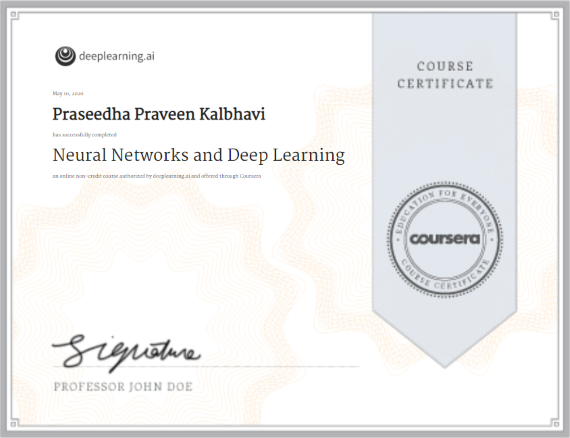 deeplearning.ai
COURSE
CERTIFICATE
May 10, 2020
Praseedha Praveen Kalbhavi
has successfully completed
Neural Networks and Deep Learning
an online non-credit course authorized by deeplearning.ai and offered through Coursera
EDUCATION FOR EVERYONE
coursera
COURSE CERTIFICATE
Signature
PROFESSOR JOHN DOE